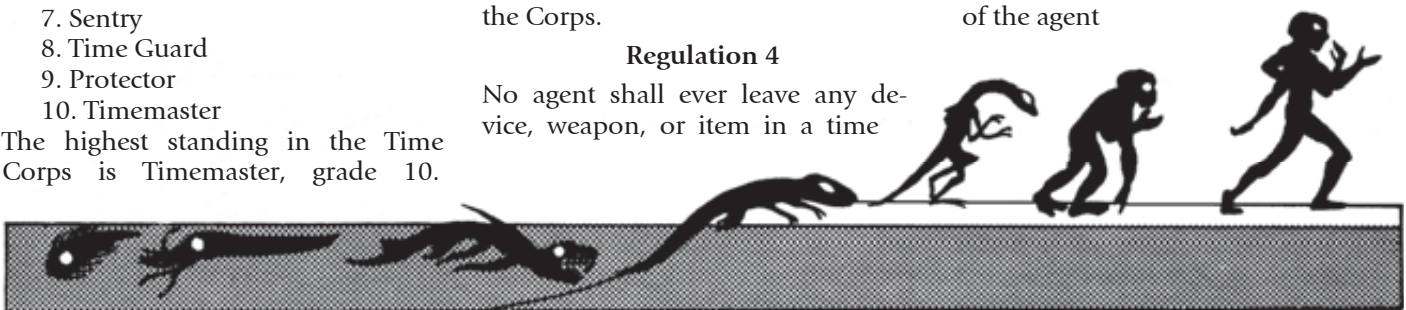 7. Sentry
8. Time Guard
9. Protector
10. Timemaster
The highest standing in the Time
Corps is Timemaster, grade 10.
the Corps.
Regulation 4
No agent shall ever leave any de-
vice, weapon, or item in a time
of the agent